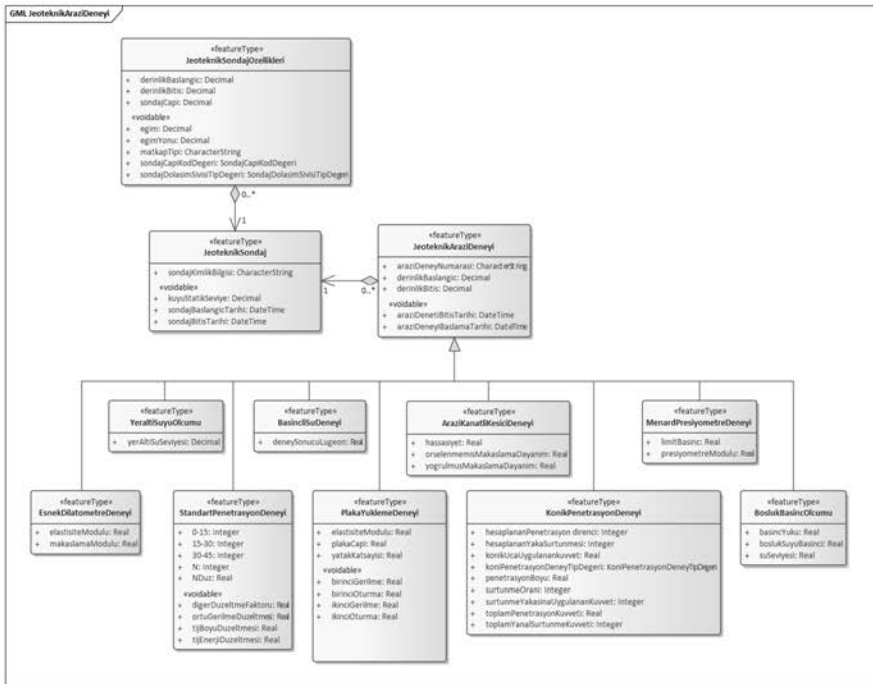 GML JeoteknikAraziDeneyi
«featureType»
JeoteknikSondajOzellikleri
+ derinlikBaslangic: Decimal
+ derinlikBitis: Decimal
+ sondajCapi: Decimal
«voidable»
+ egim: Decimal
+ egimYonu: Decimal
+ matkapTipi: CharacterString
+ sondajCapiKodDegeri: SondajCapiKodDegeri
+ sondajDolasimSivisiTipDegeri: SondajDolasimSivisiTipDegeri
0..*
1
«featureType»
JeoteknikSondaj
+ sondajKimlikBilgisi: CharacterString
«voidable»
+ kuyuStatikSeviye: Decimal
+ sondajBaslangicTarihi: DateTime
+ sondajBitisTarihi: DateTime
1
0..*
«featureType»
JeoteknikAraziDeneyi
+ araziDeneyNumarasi: CharacterString
+ derinlikBaslangic: Decimal
+ derinlikBitis: Decimal
«voidable»
+ araziDenetiBitisTarihi: DateTime
+ araziDeneyiBaslamaTarihi: DateTime
«featureType»
YeraltiSuyuOlcumu
+ yerAltiSuSeviyesi: Decimal
«featureType»
BasincliSuDeneyi
+ deneySonucuLugeon: Real
«featureType»
AraziKanatliKesiciDeneyi
+ hassasiyet: Real
+ orselenmemisMakaslamaDayanim: Real
+ yogrulmusMakaslamaDayanim: Real
«featureType»
MenardPresiyometreDeneyi
+ limitBasinc: Real
+ presiyometreModulu: Real
«featureType»
EsnekDilatometreDeneyi
+ elastisiteModulu: Real
+ makaslamaModulu: Real
«featureType»
StandartPenetrasyonDeneyi
+ 0-15: Integer
+ 15-30: Integer
+ 30-45: Integer
+ N: Integer
+ NDuz: Real
«voidable»
+ digerDuzeltmeFaktoru: Real
+ ortuGerilmeDuzeltmesi: Real
+ tijBoyuDuzeltmesi: Real
+ tijEnerjiDuzeltmesi: Real
«featureType»
PlakaYuklemeDeneyi
+ elastisiteModulu: Real
+ plakaCapi: Real
+ yatakKatsayisi: Real
«voidable»
+ birinciGerilme: Real
+ birinciOturma: Real
+ ikinciGerilme: Real
+ ikinciOturma: Real
«featureType»
KonikPenetrasyonDeneyi
+ hesaplananPenetrasyon direnci: Integer
+ hesaplananYakaSurtunmesi: Integer
+ konikUcaUygulanankuvvet: Real
+ koniPenetrasyonDeneyTipDegeri: KoniPenetrasyonDeneyTipDegeri
+ penetrasyonBoyu: Real
+ surtunmeOrani: Integer
+ surtunmeYakasinaUygulananKuvvet: Integer
+ toplamPenetrasyonKuvveti: Real
+ toplamYanalSurtunmeKuvveti: Integer
«featureType»
BoslukBasincOlcumu
+ basincYuku: Real
+ boslukSuyuBasinci: Real
+ suSeviyesi: Real